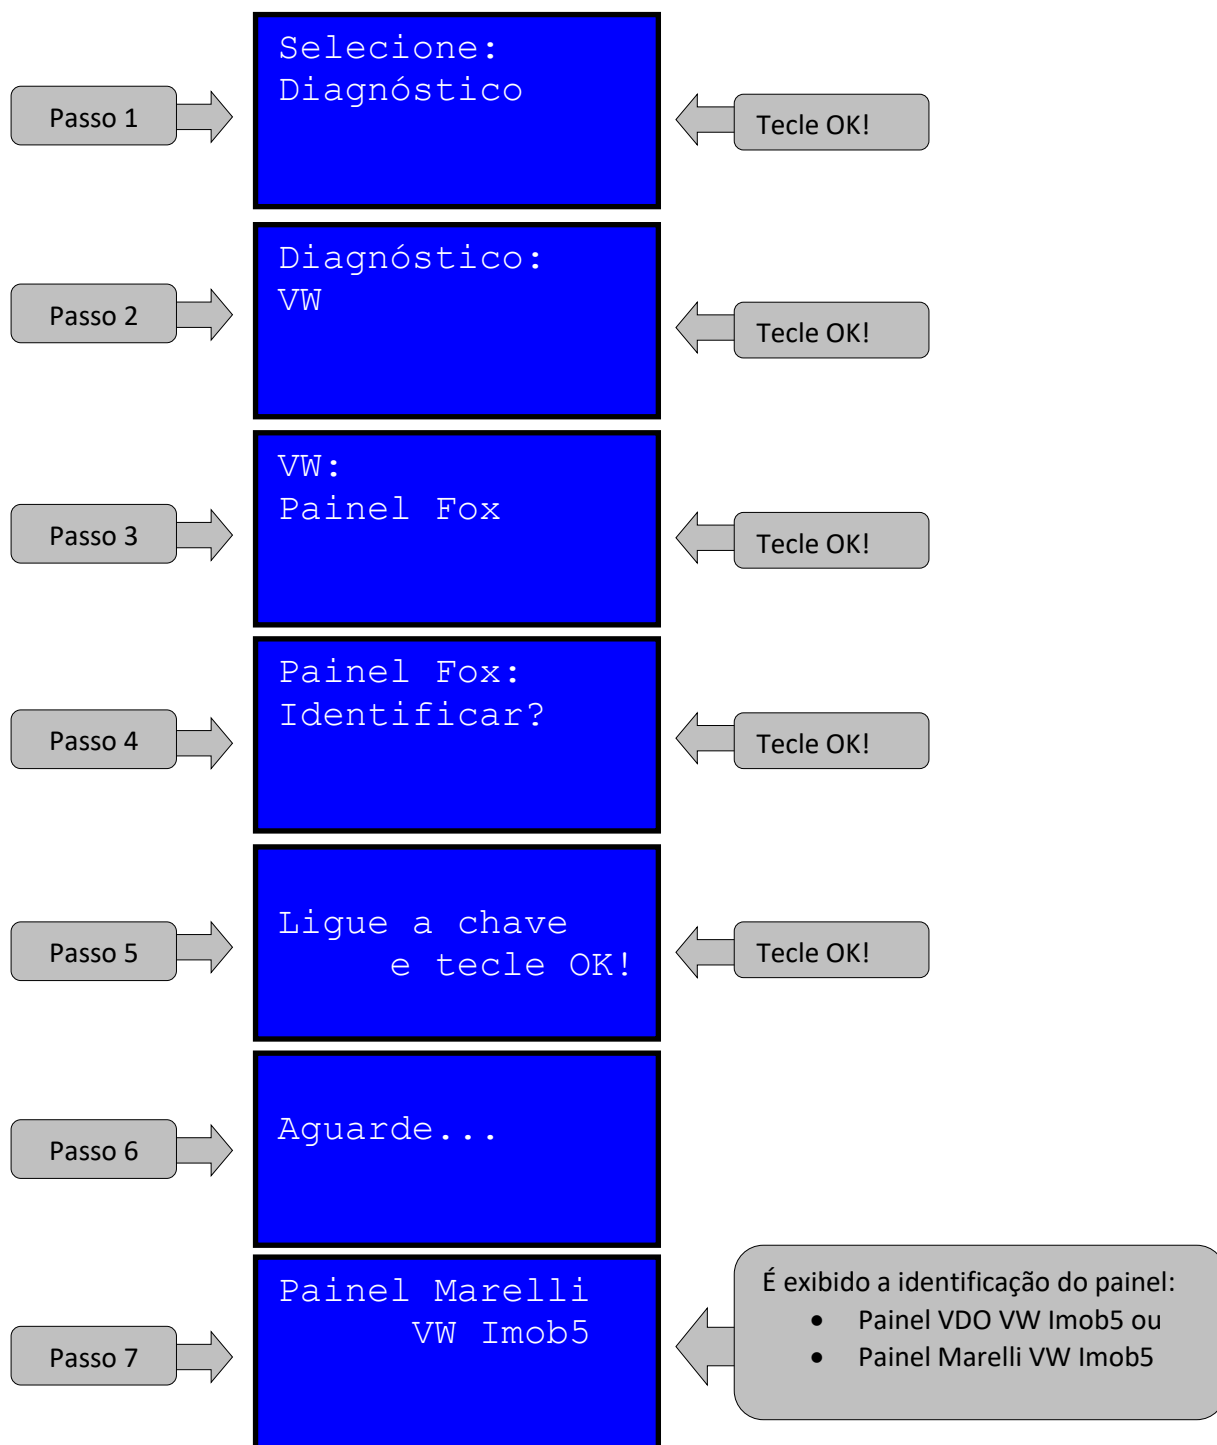 Selecione:
Diagnóstico
Passo 1
Tecle OK!
Diagnóstico:
VW
Passo 2
Tecle OK!
VW:
Painel Fox
Passo 3
Tecle OK!
Painel Fox:
Identificar?
Passo 4
Tecle OK!
Ligue a chave
e tecle OK!
Passo 5
Tecle OK!
Aguarde...
Passo 6
Painel Marelli
VW Imob5
Passo 7
É exibido a identificação do painel:
• Painel VDO VW Imob5 ou
• Painel Marelli VW Imob5